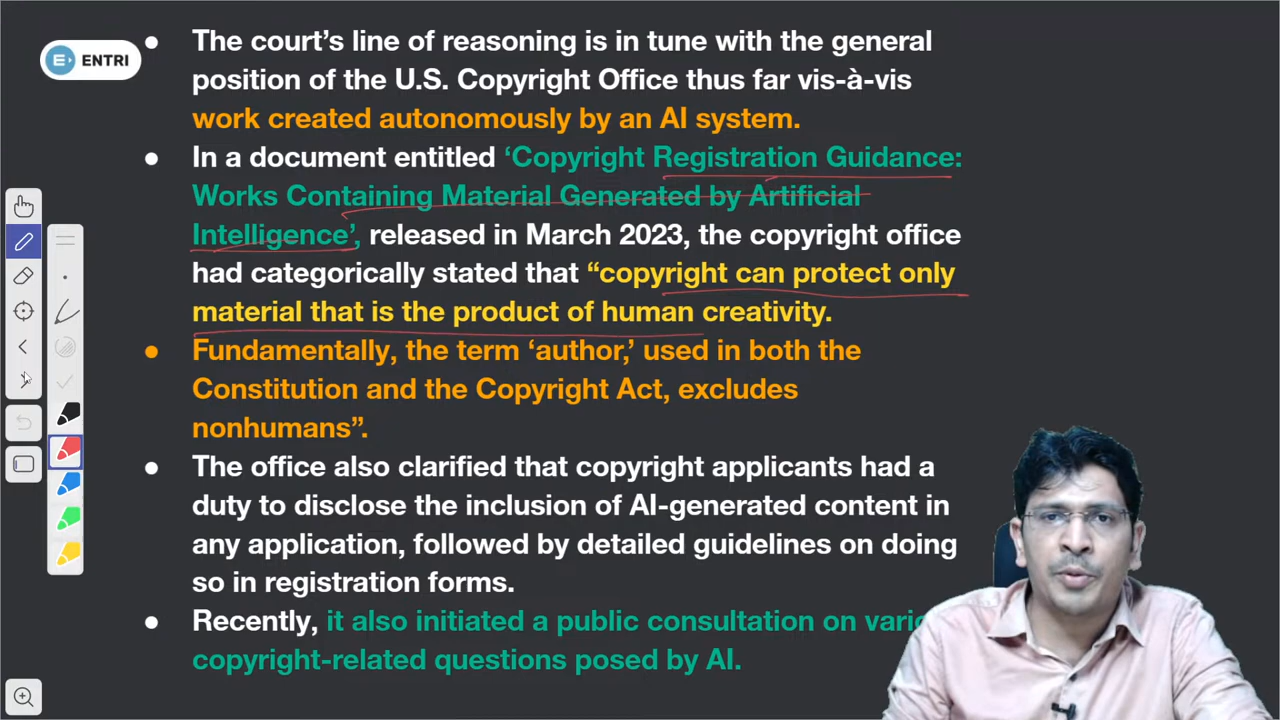 ENTRI
• The court’s line of reasoning is in tune with the general
position of the U.S. Copyright Office thus far vis-à-vis
work created autonomously by an AI system.
• In a document entitled ‘Copyright Registration Guidance:
Works Containing Material Generated by Artificial
Intelligence’, released in March 2023, the copyright office
had categorically stated that “copyright can protect only
material that is the product of human creativity.
• Fundamentally, the term ‘author,’ used in both the
Constitution and the Copyright Act, excludes
nonhumans”.
• The office also clarified that copyright applicants had a
duty to disclose the inclusion of AI-generated content in
any application, followed by detailed guidelines on doing
so in registration forms.
• Recently, it also initiated a public consultation on
copyright-related questions posed by AI.